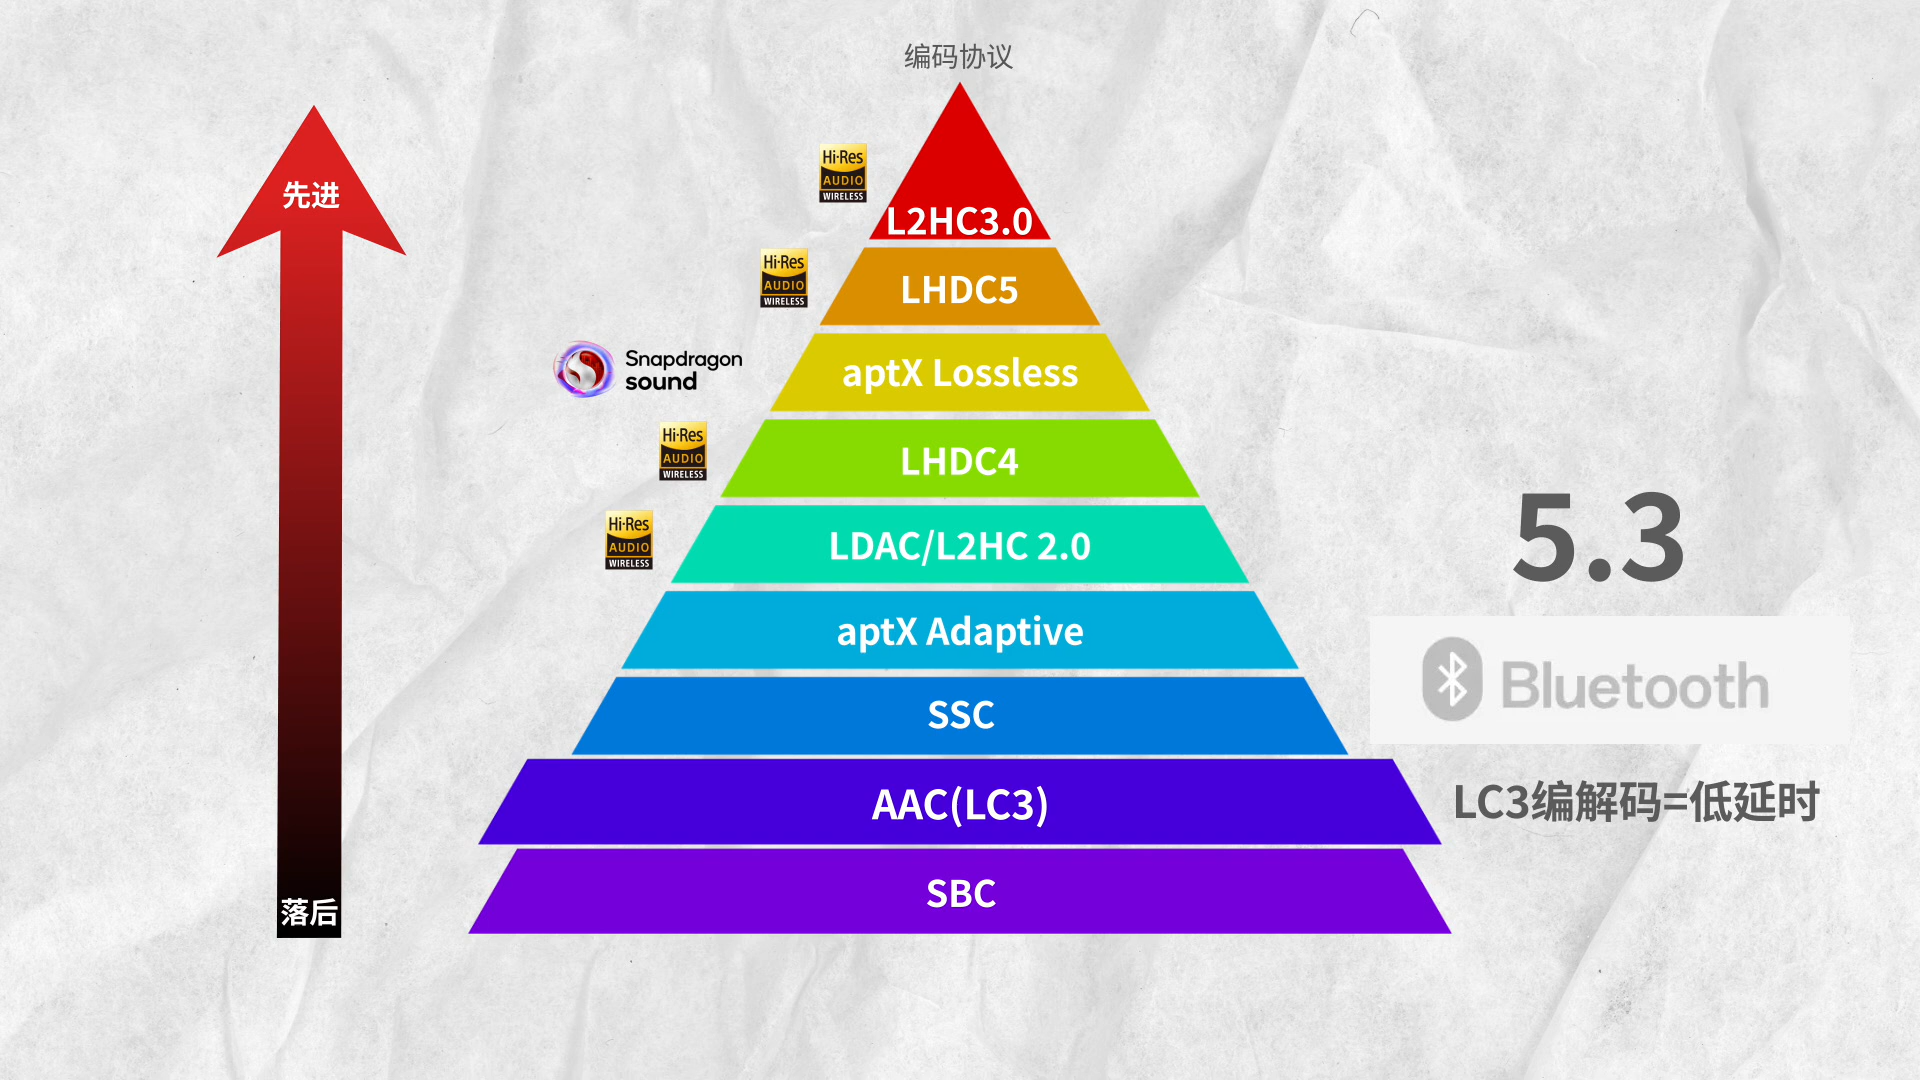 编码协议
先进
Hi-Res
AUDIO
WIRELESS
L2HC3.0
Hi-Res
AUDIO
WIRELESS
LHDC5
Snapdragon
sound
aptX Lossless
Hi-Res
AUDIO
WIRELESS
LHDC4
Hi-Res
AUDIO
WIRELESS
LDAC/L2HC 2.0
aptX Adaptive
SSC
AAC(LC3)
SBC
落后
5.3
Bluetooth
LC3编解码=低延时